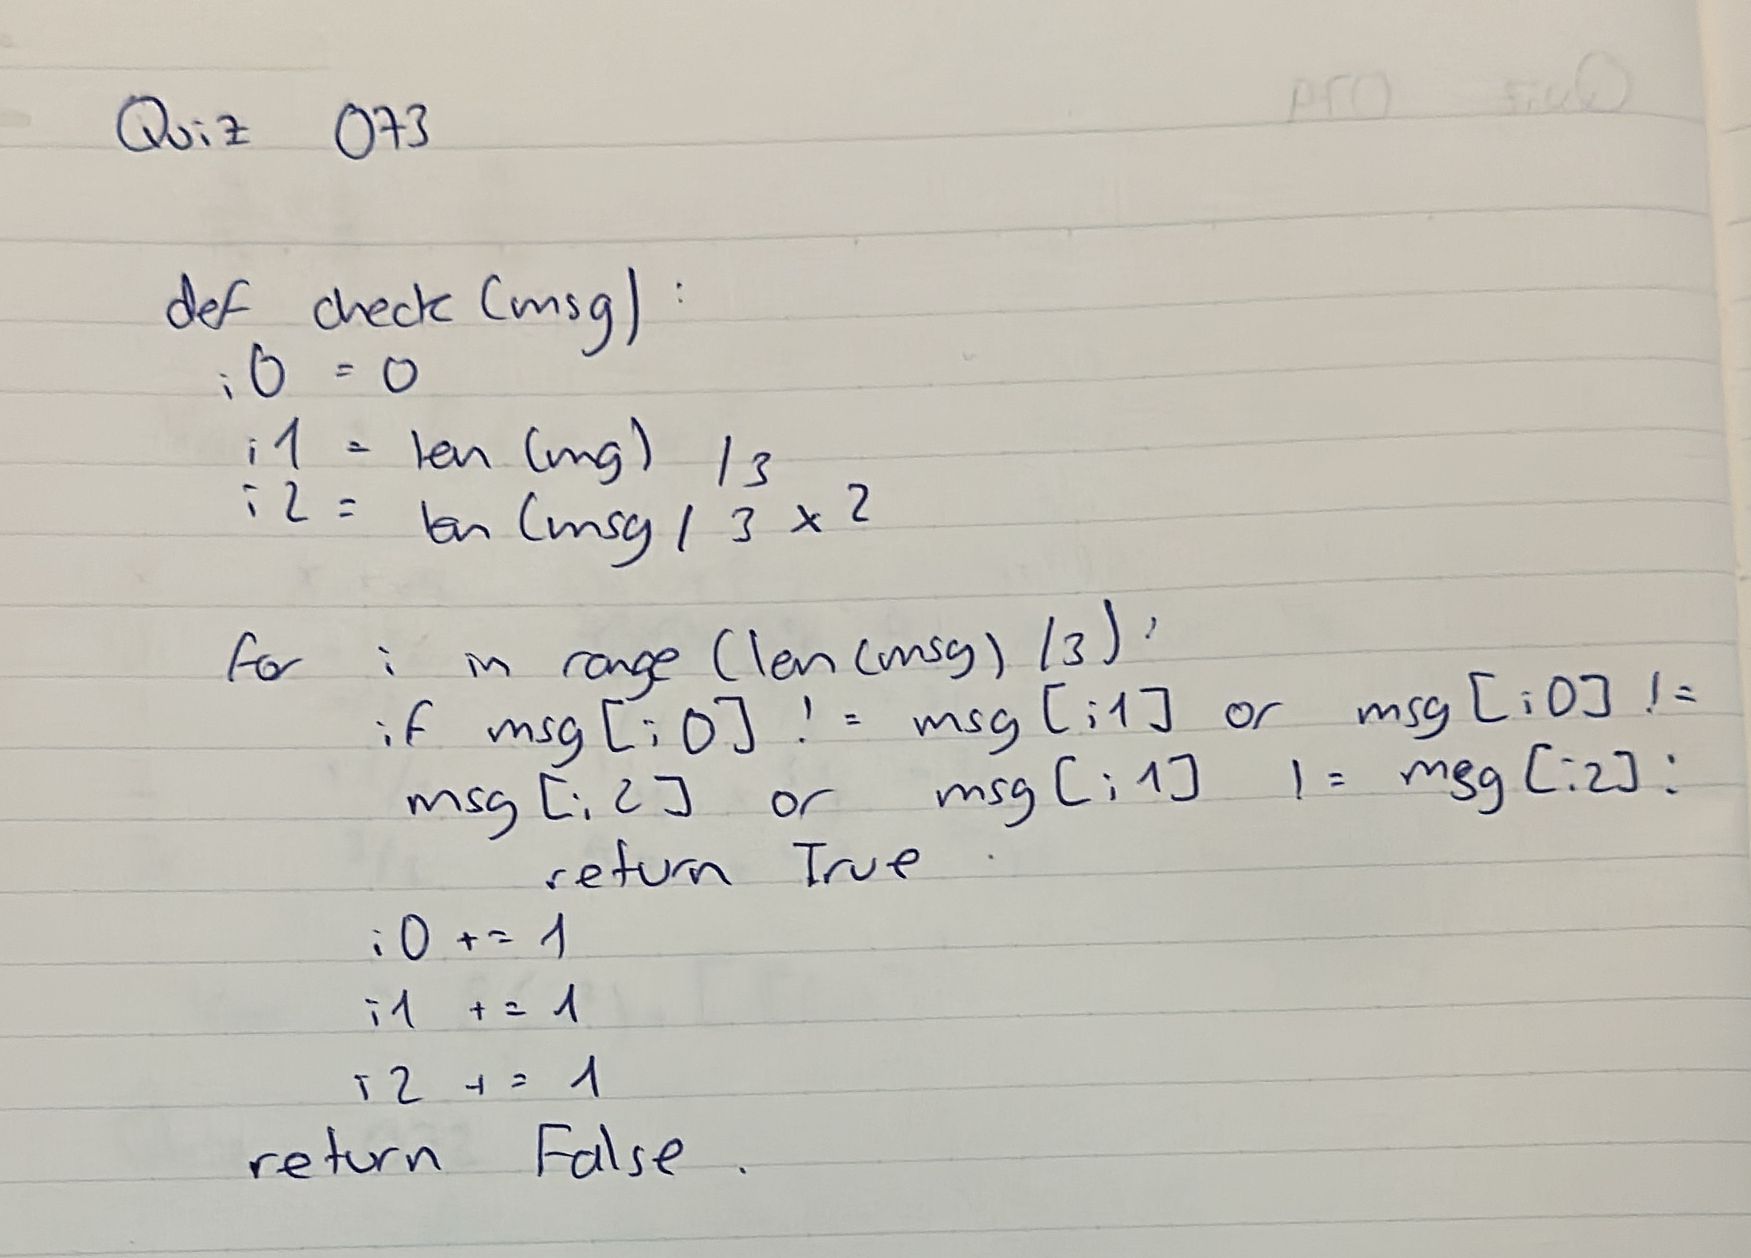 Quiz 073
Quiz 074
def check (msg):
i0 = 0
i1 = len (mg) /3
i2 = len (msg / 3 x 2
for i in range (len (msg) /3):
if msg [i0] != msg [i1] or msg [i0] !=
msg [i2] or msg [i1] != msg [i2]:
return True
i0 += 1
i1 += 1
i2 += 1
return False.